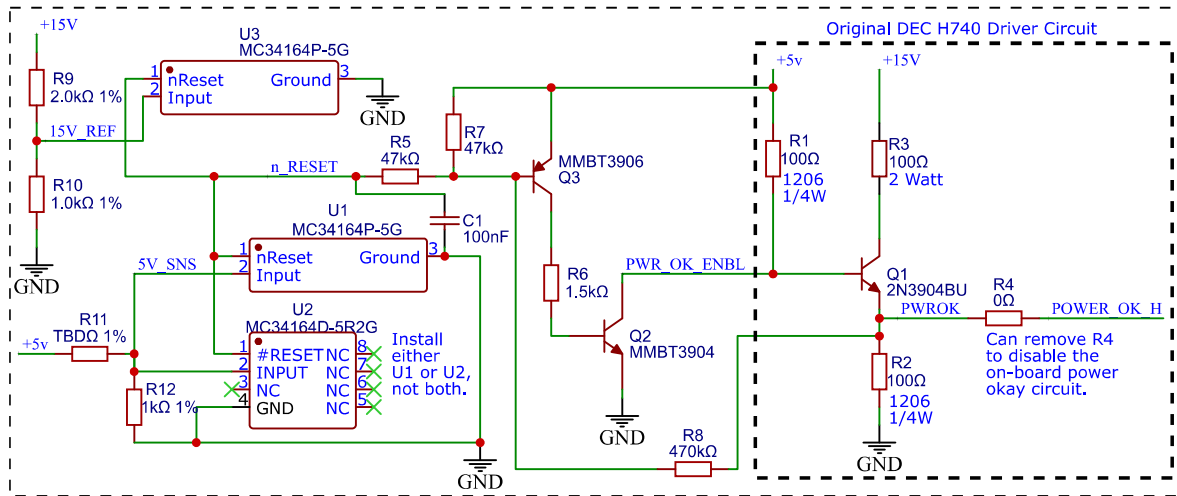 Original DEC H740 Driver Circuit
+15V
U3
MC34164P-5G
1
nReset
2
Input
Ground
3
GND
R9
2.0kΩ 1%
15V_REF
R10
1.0kΩ 1%
GND
n_RESET
R5
47kΩ
R7
47kΩ
MMBT3906
Q3
C1
100nF
U1
MC34164P-5G
1
nReset
2
Input
Ground
3
5V_SNS
R11
TBDΩ 1%
+5v
R12
1kΩ 1%
U2
MC34164D-5R2G
1
#RESET
2
INPUT
3
NC
4
GND
NC
8
NC
7
NC
6
NC
5
Install
either
U1 or U2,
not both.
GND
R6
1.5kΩ
PWR_OK_ENBL
Q2
MMBT3904
GND
R8
470kΩ
+5v
R1
100Ω
1206
1/4W
+15V
R3
100Ω
2 Watt
Q1
2N3904BU
PWROK
R4
0Ω
POWER_OK_H
Can remove R4
to disable the
on-board power
okay circuit.
R2
100Ω
1206
1/4W
GND